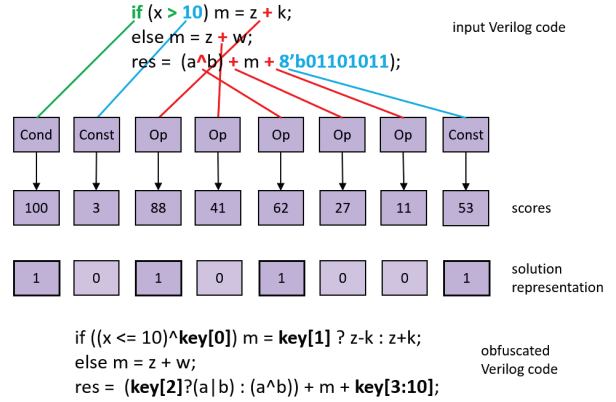 if (x > 10) m = z + k;
else m = z + w;
res =  (a^b) + m + 8'b01101011);
input Verilog code
Cond Const Op Op Op Op Op Const
100 3 88 41 62 27 11 53
scores
1 0 1 0 1 0 0 1
solution
representation
if ((x <= 10)^key[0]) m = key[1] ? z-k : z+k;
else m = z + w;
res =  (key[2]?(a|b) : (a^b)) + m + key[3:10];
obfuscated
Verilog code